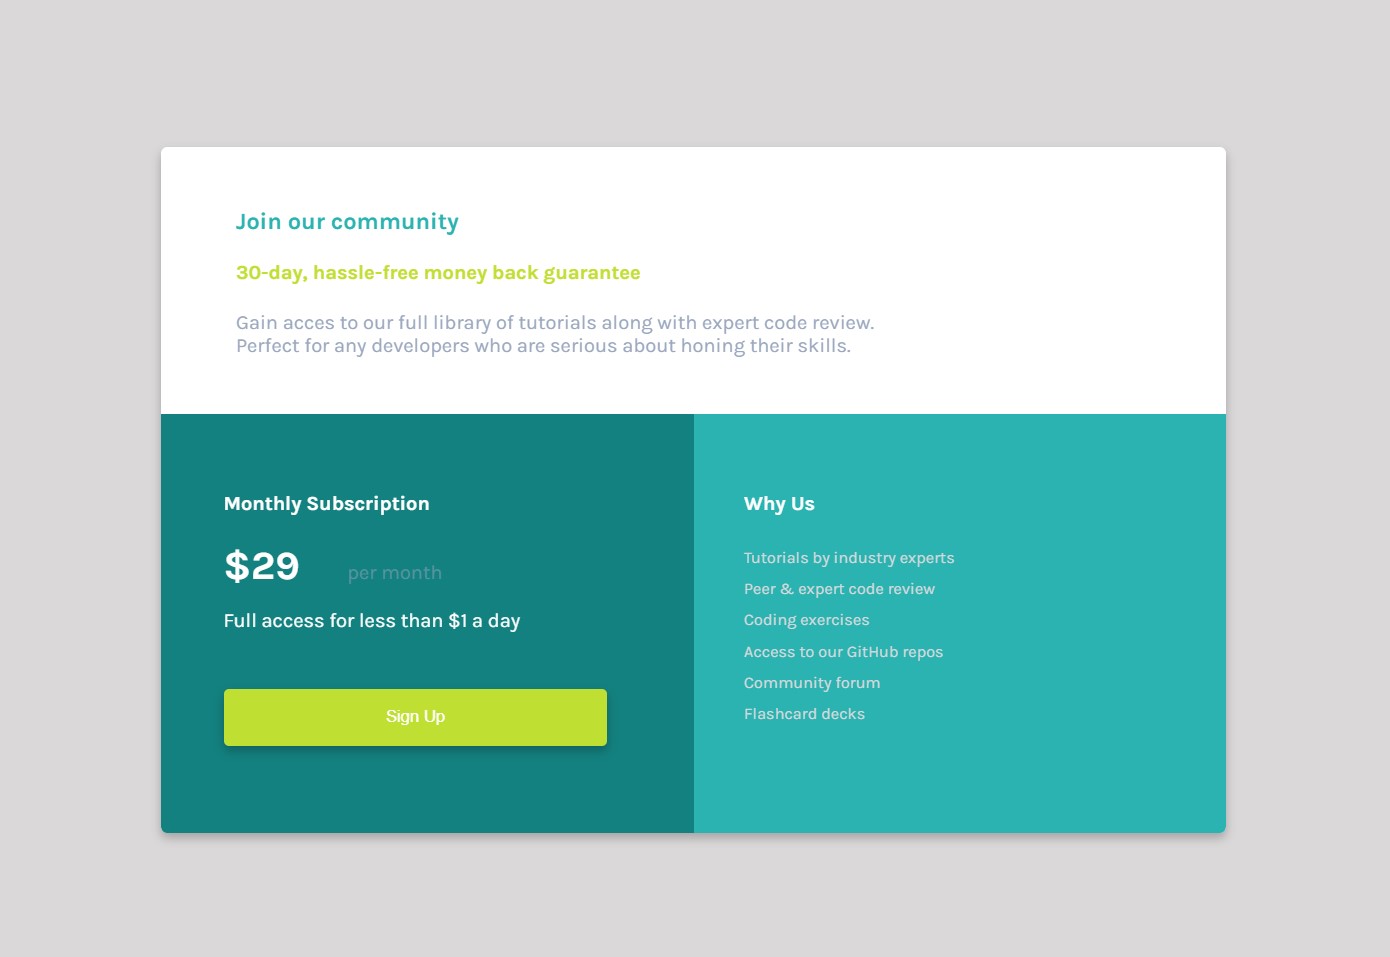 Join our community
30-day, hassle-free money back guarantee
Gain acces to our full library of tutorials along with expert code review.
Perfect for any developers who are serious about honing their skills.
Monthly Subscription
$29 per month
Full access for less than $1 a day
Sign Up
Why Us
Tutorials by industry experts
Peer & expert code review
Coding exercises
Access to our GitHub repos
Community forum
Flashcard decks